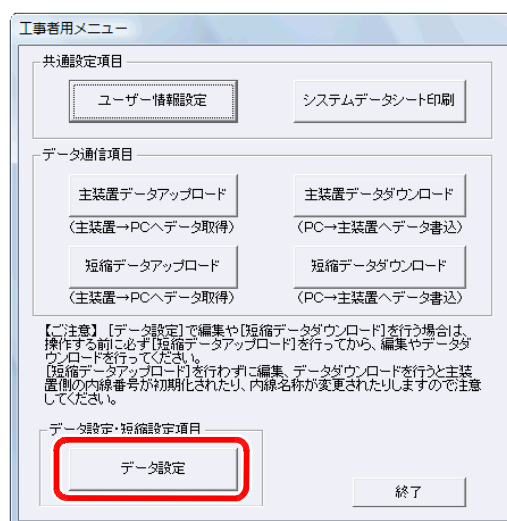 工事者用メニュー
共通設定項目
ユーザー情報設定
システムデータシート印刷
データ通信項目
主装置データアップロード
主装置データダウンロード
(主装置→PCへデータ取得)
(PC→主装置へデータ書込)
短縮データアップロード
短縮データダウンロード
(主装置→PCへデータ取得)
(PC→主装置へデータ書込)
【ご注意】 [データ設定]で編集や[短縮データダウンロード]を行う場合は、
操作する前に必ず[短縮データアップロード]を行ってから、編集やデータダ
ウンロードを行ってください。
[短縮データアップロード]を行わずに編集、データダウンロードを行うと主装
置側の内線番号が初期化されたり、内線名称が変更されたりしますので注意
してください。
データ設定・短縮設定項目
データ設定
終了